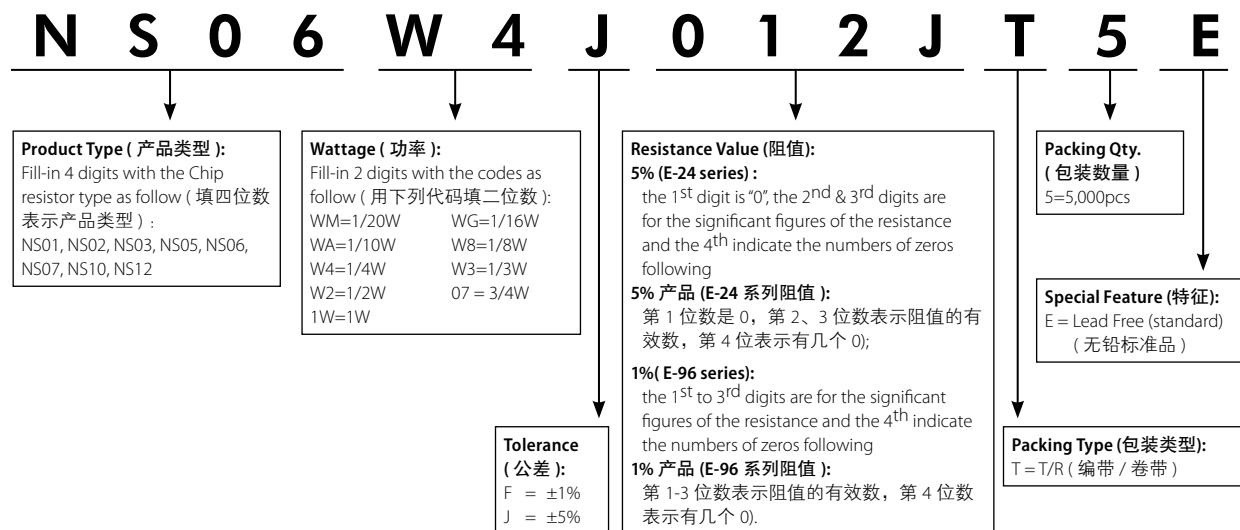 N S 0 6 W 4 J 0 1 2 J T 5 E
Product Type ( 产品类型 ):
Fill-in 4 digits with the Chip
resistor type as follow ( 填四位数
表示产品类型 ) :
NS01, NS02, NS03, NS05, NS06,
NS07, NS10, NS12
Wattage ( 功率 ):
Fill-in 2 digits with the codes as
follow ( 用下列代码填二位数 ):
WM=1/20W WG=1/16W
WA=1/10W W8=1/8W
W4=1/4W W3=1/3W
W2=1/2W 07 = 3/4W
1W=1W
Tolerance
( 公差 ):
F = ±1%
J = ±5%
Resistance Value (阻值):
5% (E-24 series) :
the 1st digit is “0”, the 2nd & 3rd digits are
for the significant figures of the resistance
and the 4th indicate the numbers of zeros
following
5% 产品 (E-24 系列阻值 ):
第 1 位数是 0，第 2、3 位数表示阻值的有
效数，第 4 位表示有几个 0);
1%( E-96 series):
the 1st to 3rd digits are for the significant
figures of the resistance and the 4th indicate
the numbers of zeros following
1% 产品 (E-96 系列阻值 ):
第 1-3 位数表示阻值的有效数，第 4 位数
表示有几个 0).
Packing Qty.
( 包装数量 )
5=5,000pcs
Special Feature (特征):
E = Lead Free (standard)
( 无铅标准品 )
Packing Type (包装类型):
T = T/R ( 编带 / 卷带 )